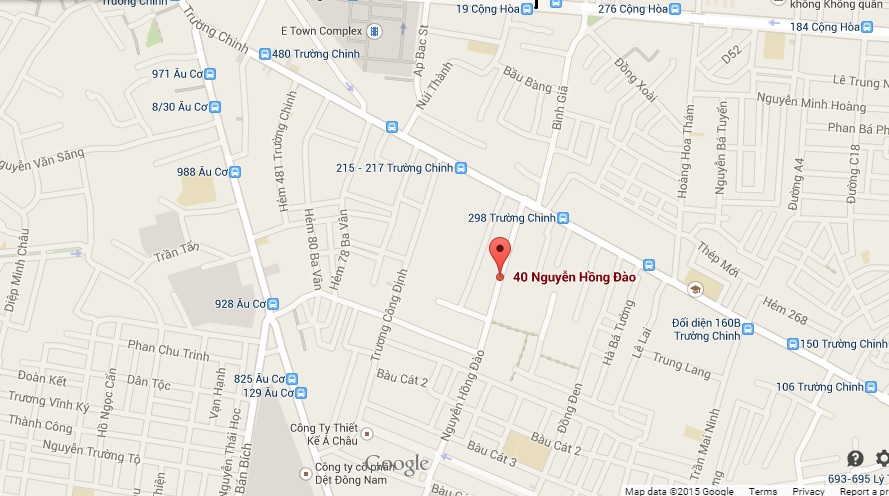 Trường Chinh
Trường Chinh
E Town Complex
480 Trường Chinh
971 Âu Cơ
8/30 Âu Cơ
Núi Thành
Ấp Bắc St
19 Cộng Hòa
276 Cộng Hòa
không Không quân
184 Cộng Hòa
D52
Lê Trung N
Bàu Bàng
Đồng Xoài
Bình Giã
Nguyễn Minh Hoàng
Phan Bá Ph
Hoàng Hoa Thám
Nguyễn Bá Tuyển
Đường A4
Đường C18
guyễn Văn Săng
988 Âu Cơ
Hẻm 481 Trường Chinh
215 - 217 Trường Chinh
298 Trường Chinh
Trần Tấn
Hẻm 80 Ba Vân
Hẻm 78 Ba Vân
Diệp Minh Châu
40 Nguyễn Hồng Đào
Thép Mới
Hẻm 268
928 Âu Cơ
Trương Công Định
Hà Bá Tường
Lê Lai
Đối diện 160B
Trường Chinh
150 Trường Chinh
Phan Chu Trinh
Trung Lang
106 Trường Chinh
Đoàn Kết
Dân Tộc
825 Âu Cơ
129 Âu Cơ
Bàu Cát 2
Nguyễn Hồng Đào
Đồng Đen
Trương Vĩnh Ký
Thành Công
Nguyễn Trường Tộ
Hồ Ngọc Cẩn
Vạn Hạnh
Nguyễn Thái Học
Bàn Bích
Thiện
Công Ty Thiết
Kế Á Châu
Công ty cổ phần
Dệt Đông Nam
Google
Bàu Cát 3
Bàu Cát 2
Trần Mai Ninh
693-695 Lý T
Map data ©2015 Google
Terms
Privacy
Report a